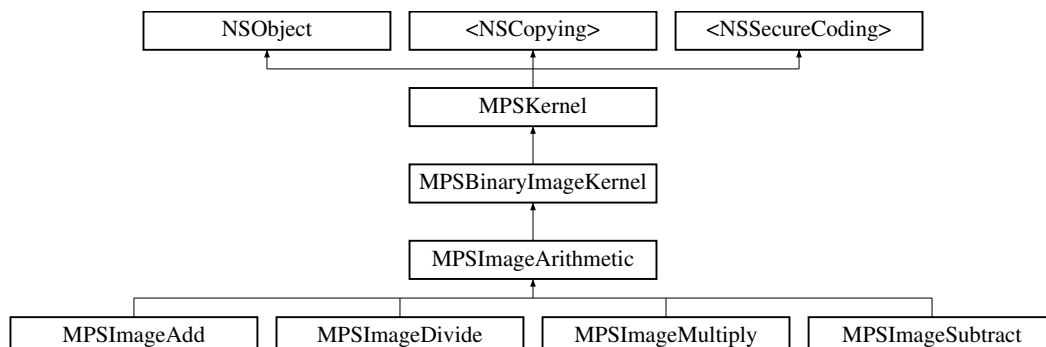 NSObject <NSCopying> <NSSecureCoding>
MPSKernel
MPSBinaryImageKernel
MPSImageArithmetic
MPSImageAdd MPSImageDivide MPSImageMultiply MPSImageSubtract